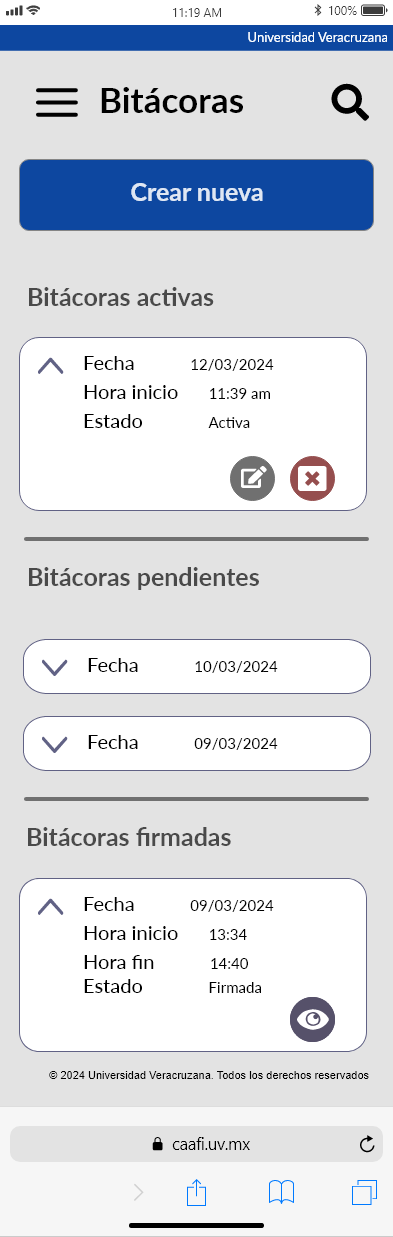 11:19 AM 100%
Universidad Veracruzana
Bitácoras
Crear nueva
Bitácoras activas
Fecha 12/03/2024
Hora inicio 11:39 am
Estado Activa
Bitácoras pendientes
Fecha 10/03/2024
Fecha 09/03/2024
Bitácoras firmadas
Fecha 09/03/2024
Hora inicio 13:34
Hora fin 14:40
Estado Firmada
© 2024 Universidad Veracruzana. Todos los derechos reservados
caafi.uv.mx